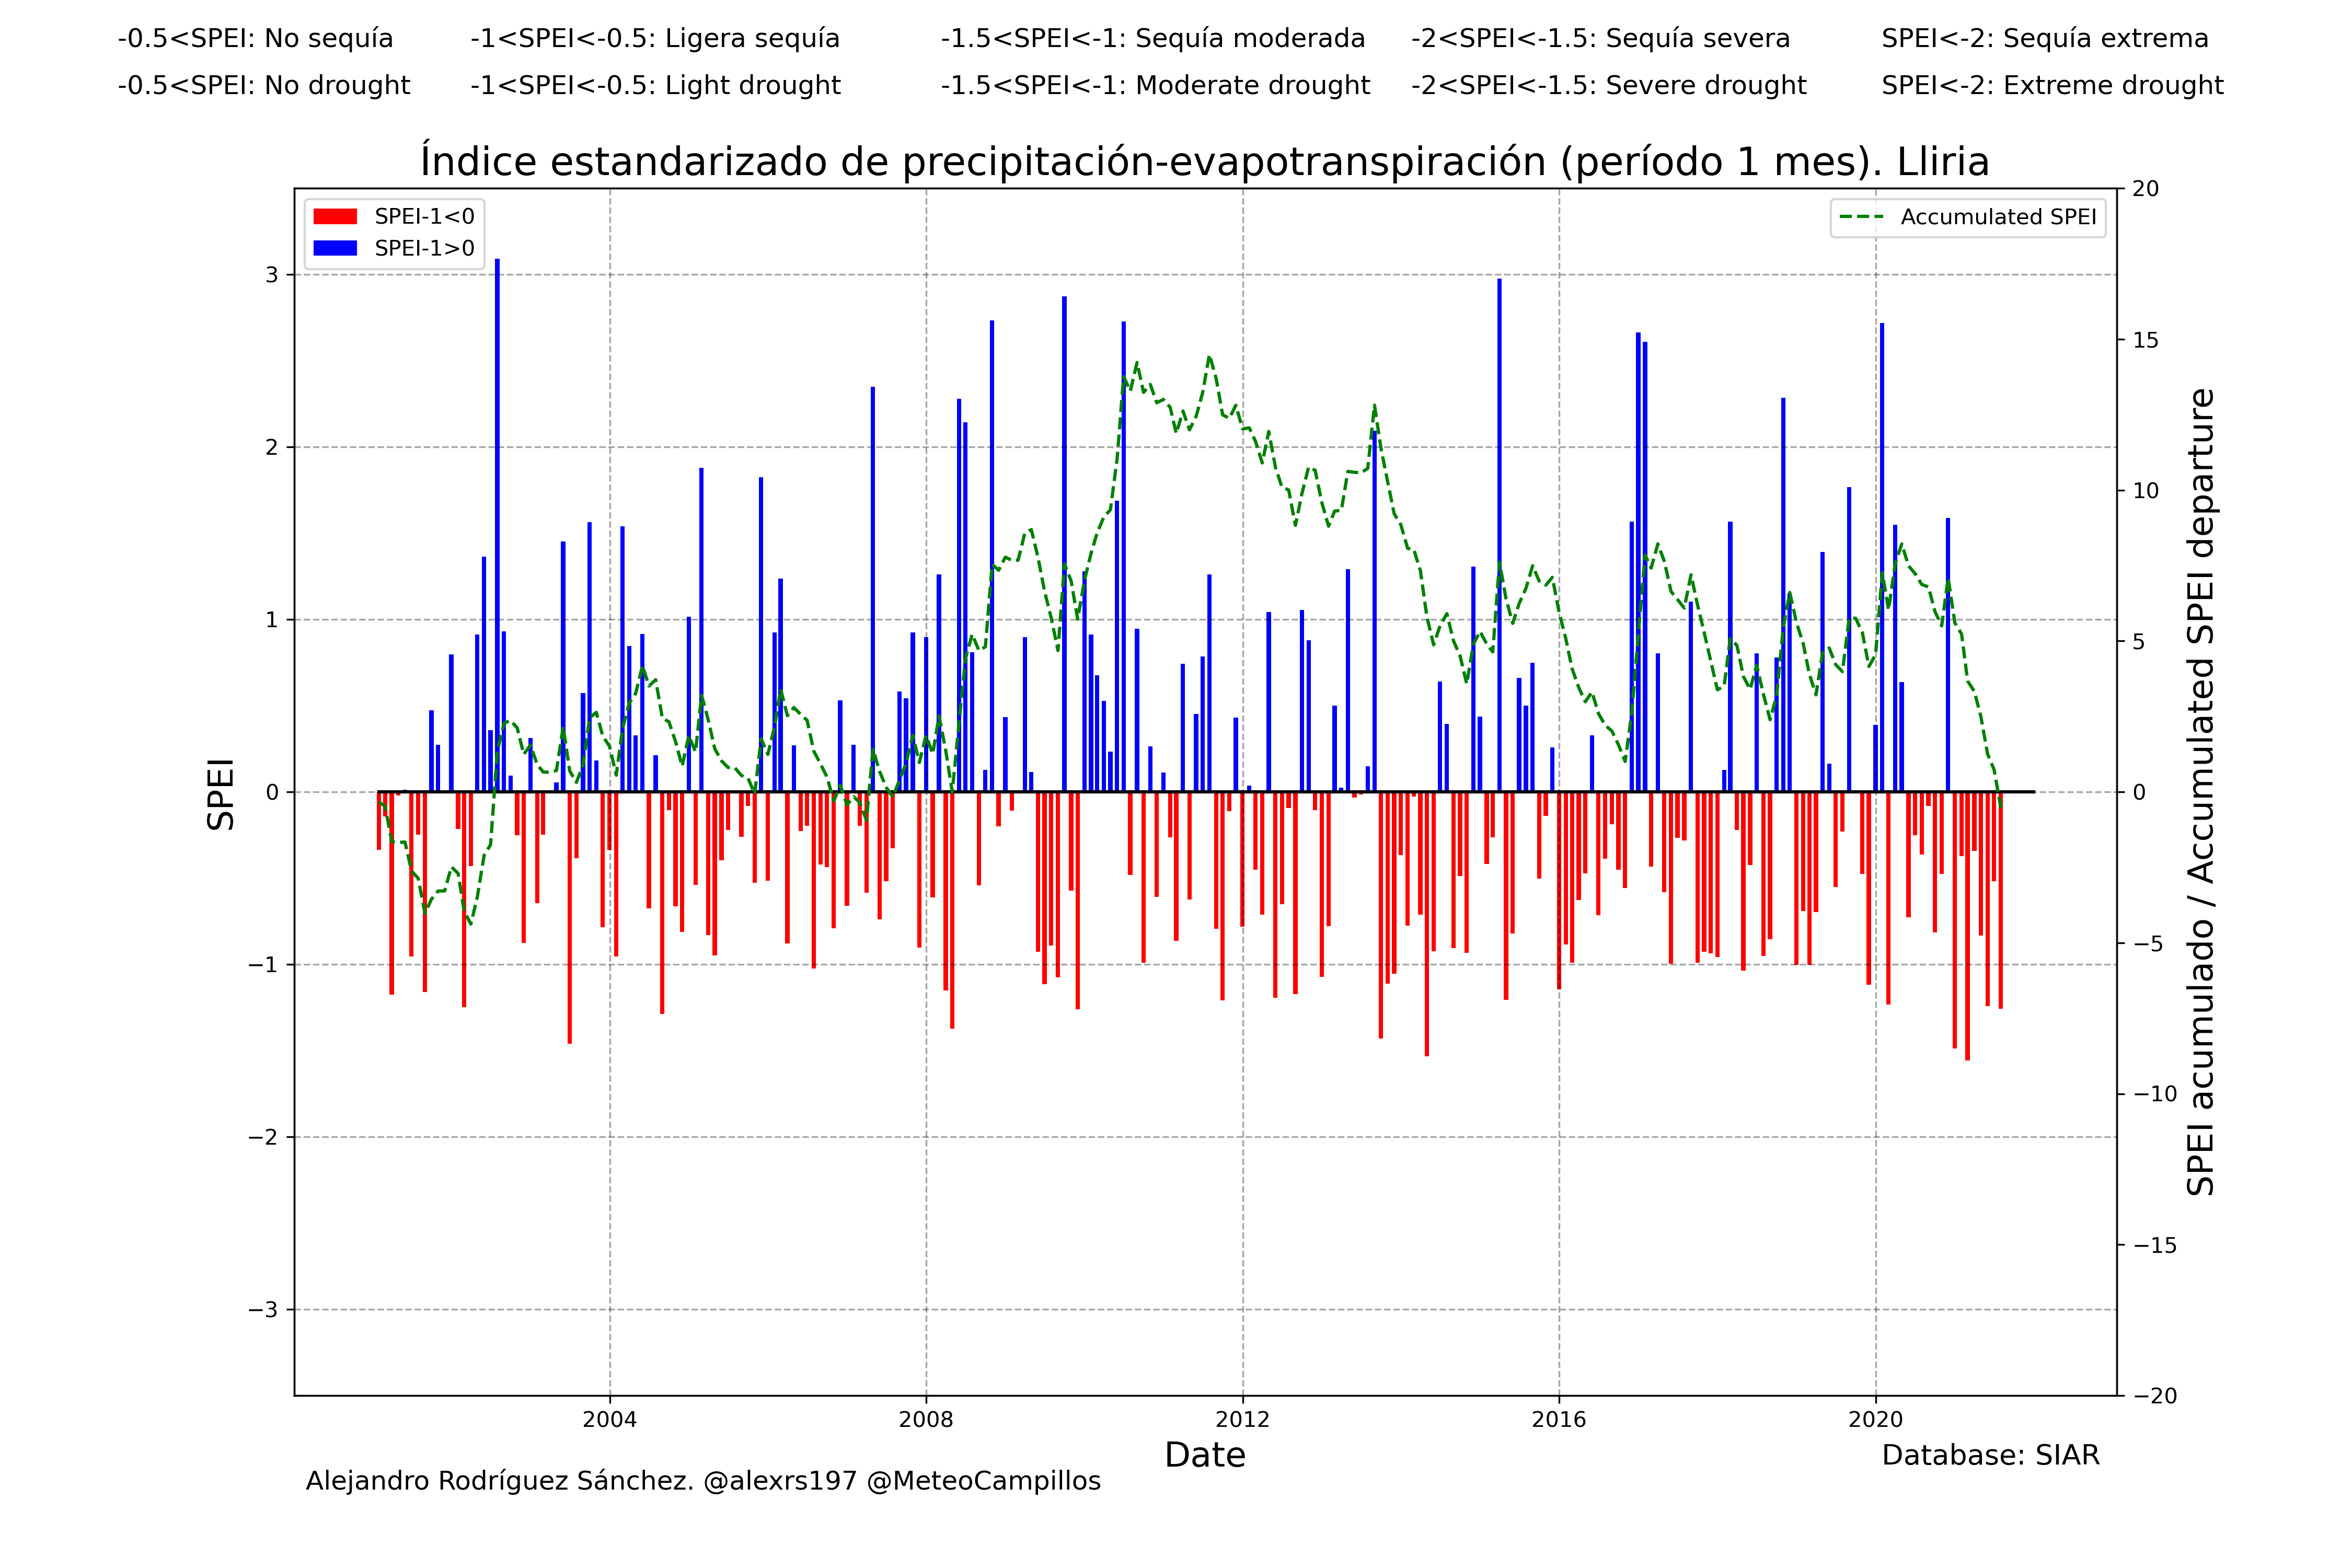 -0.5<SPEI: No sequía -1<SPEI<-0.5: Ligera sequía -1.5<SPEI<-1: Sequía moderada -2<SPEI<-1.5: Sequía severa SPEI<-2: Sequía extrema
-0.5<SPEI: No drought -1<SPEI<-0.5: Light drought -1.5<SPEI<-1: Moderate drought -2<SPEI<-1.5: Severe drought SPEI<-2: Extreme drought
Índice estandarizado de precipitación-evapotranspiración (período 1 mes). Lliria
SPEI-1<0
SPEI-1>0
Accumulated SPEI
SPEI
3
2
1
0
−1
−2
−3
20
15
10
5
0
−5
−10
−15
−20
SPEI acumulado / Accumulated SPEI departure
2004 2008 2012 2016 2020
Date
Database: SIAR
Alejandro Rodríguez Sánchez. @alexrs197 @MeteoCampillos